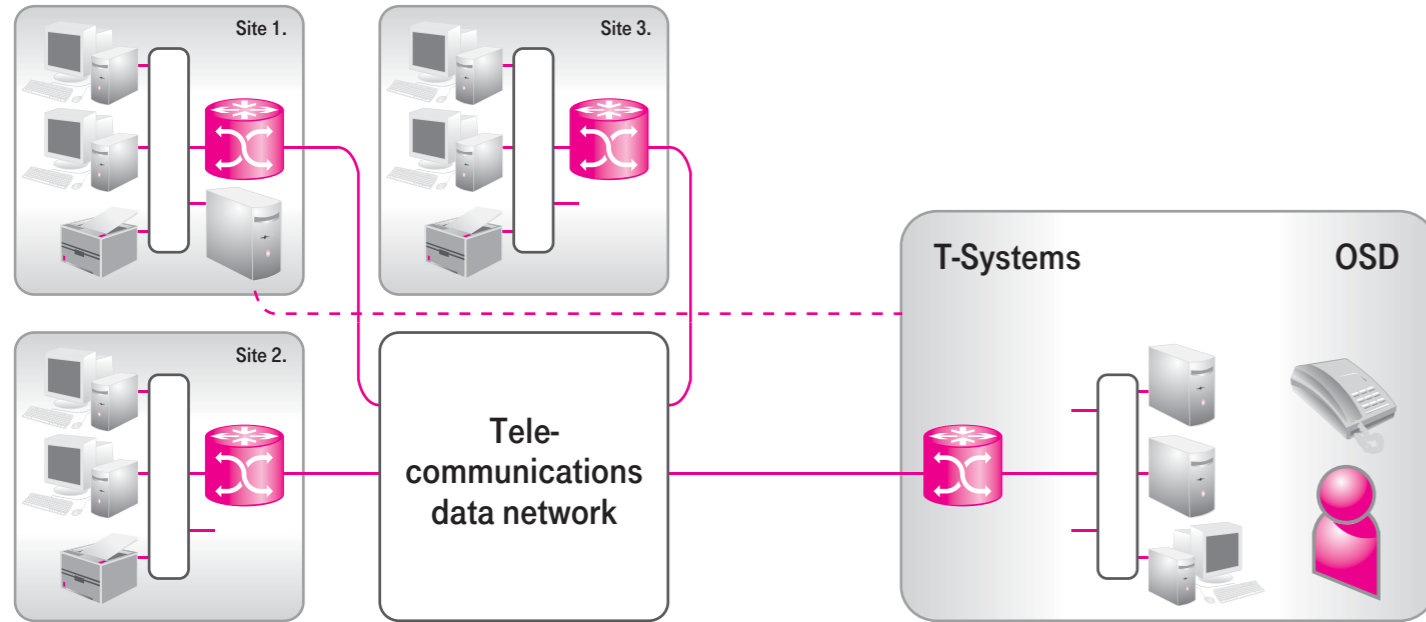 Site 1.
Site 3.
T-Systems
OSD
Site 2.
Tele-
communications
data network